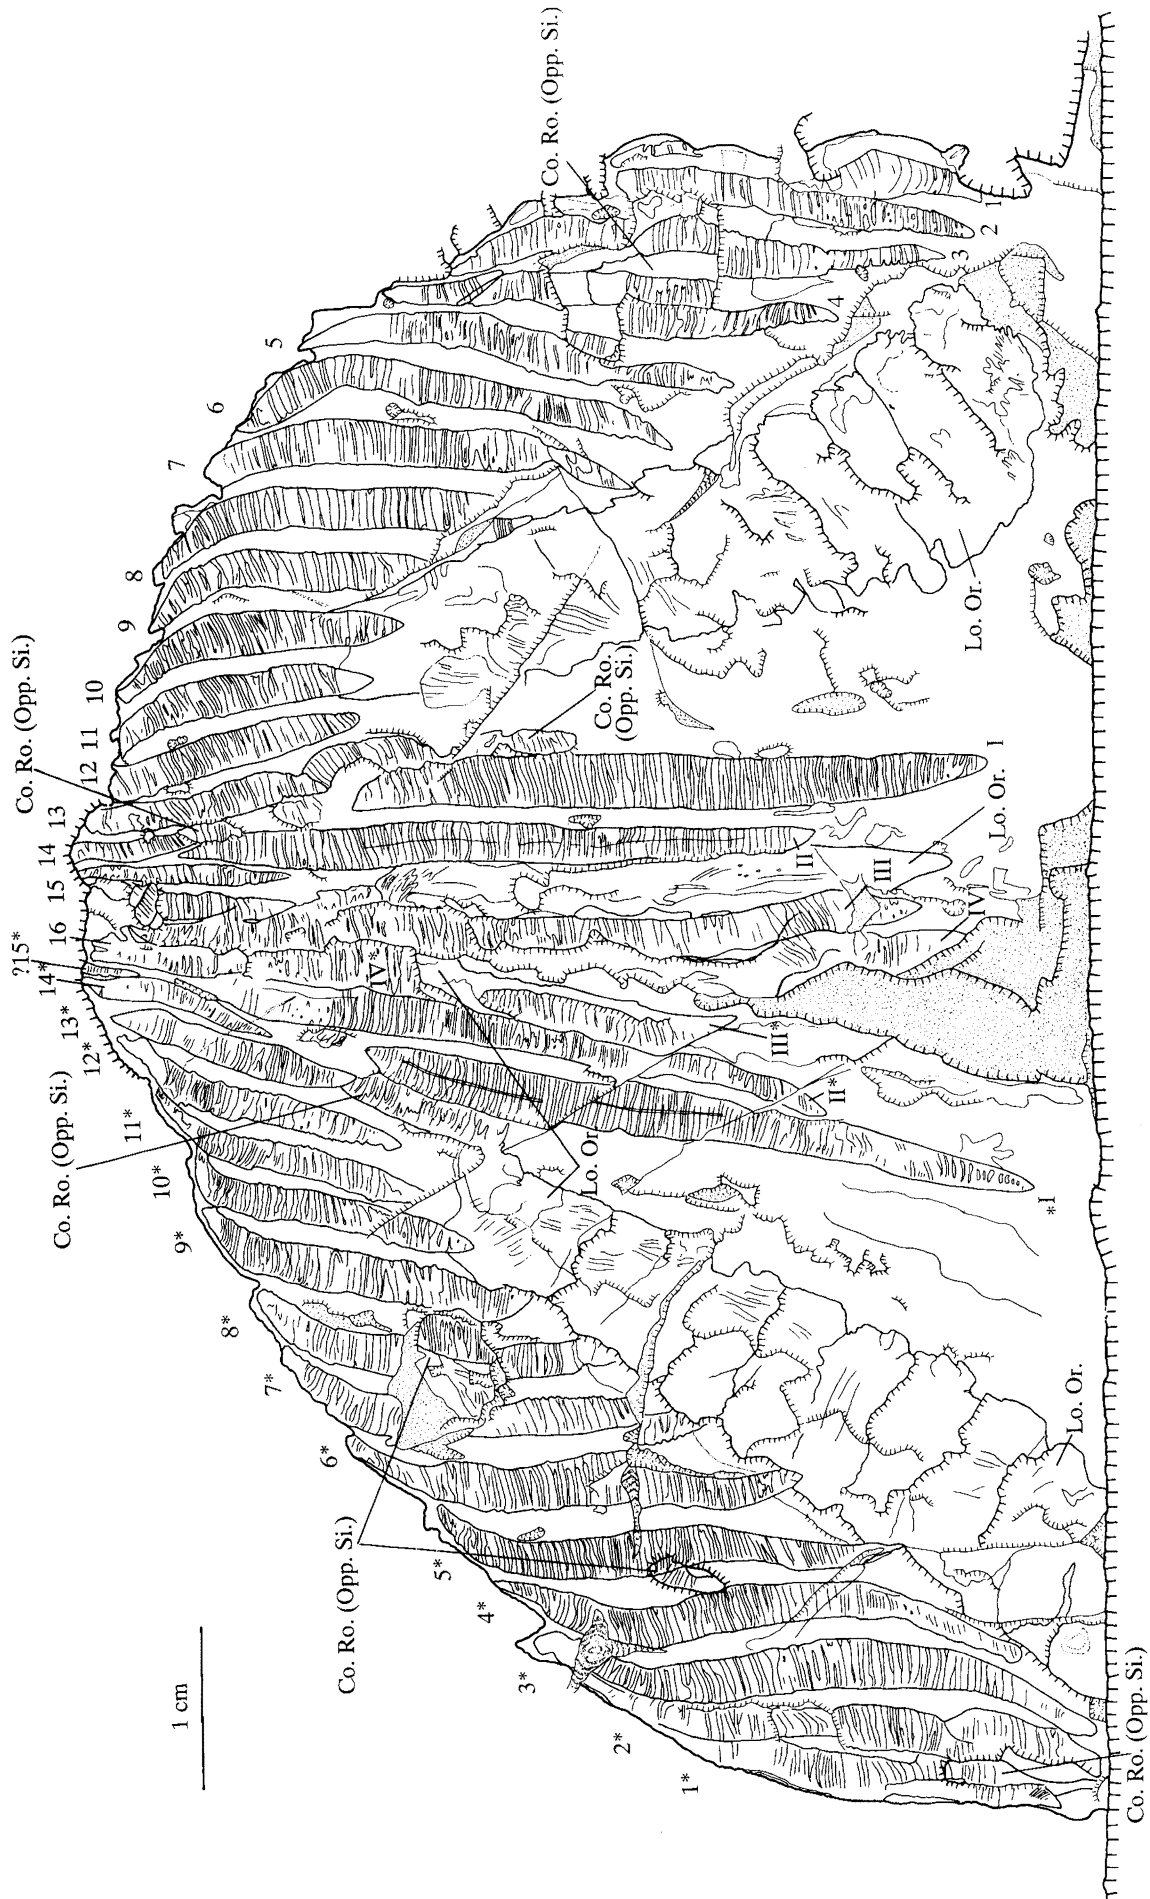 Co. Ro. (Opp. Si.)
Co. Ro. (Opp. Si.)
Co. Ro. (Opp. Si.)
Co. Ro. (Opp. Si.)
1 cm
1*
2*
3*
4*
5*
6*
7*
8*
9*
10*
11*
12*
13*
14*
?15*
16
15
14
13
12
11
10
9
8
7
6
5
4
3
2
1
*I
II*
III*
IV*
IV
III
II
I
Lo. Or.
Lo. Or.
Lo. Or.
Lo. Or.
Co. Ro.
(Opp. Si.)
Co. Ro. (Opp. Si.)